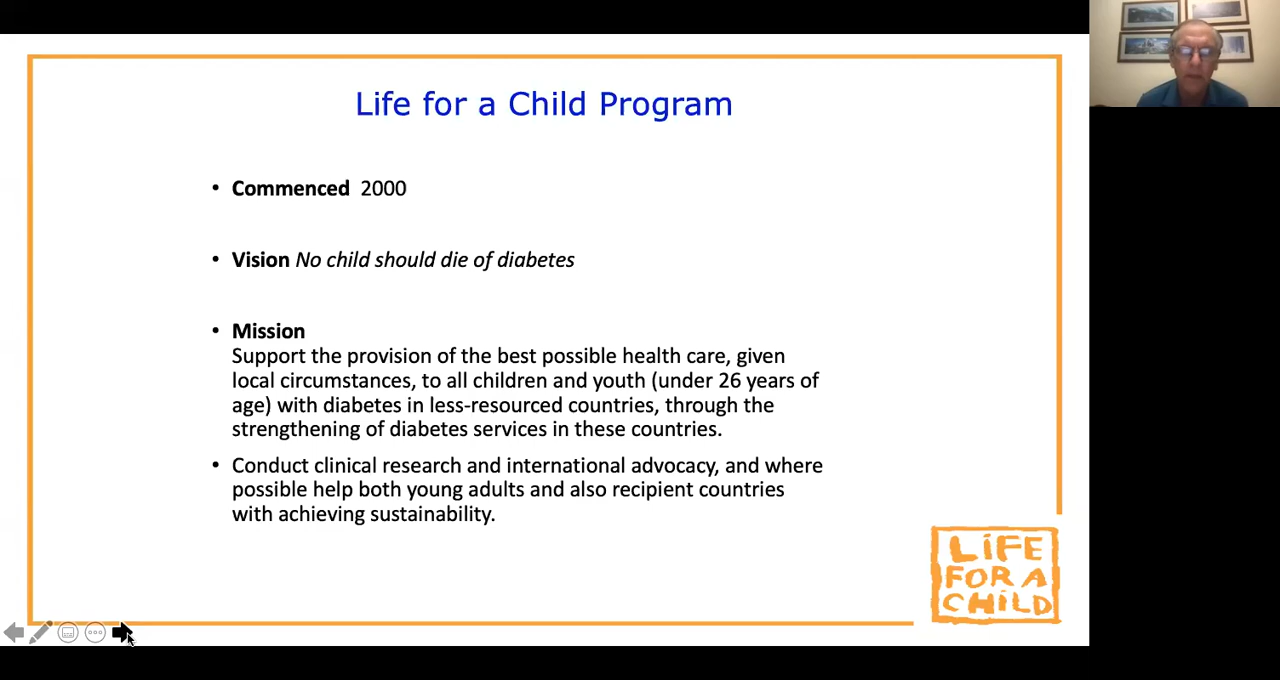 Life for a Child Program
• Commenced 2000
• Vision No child should die of diabetes
• Mission
Support the provision of the best possible health care, given
local circumstances, to all children and youth (under 26 years of
age) with diabetes in less-resourced countries, through the
strengthening of diabetes services in these countries.
• Conduct clinical research and international advocacy, and where
possible help both young adults and also recipient countries
with achieving sustainability.
LiFE
FOR A
CHiLD